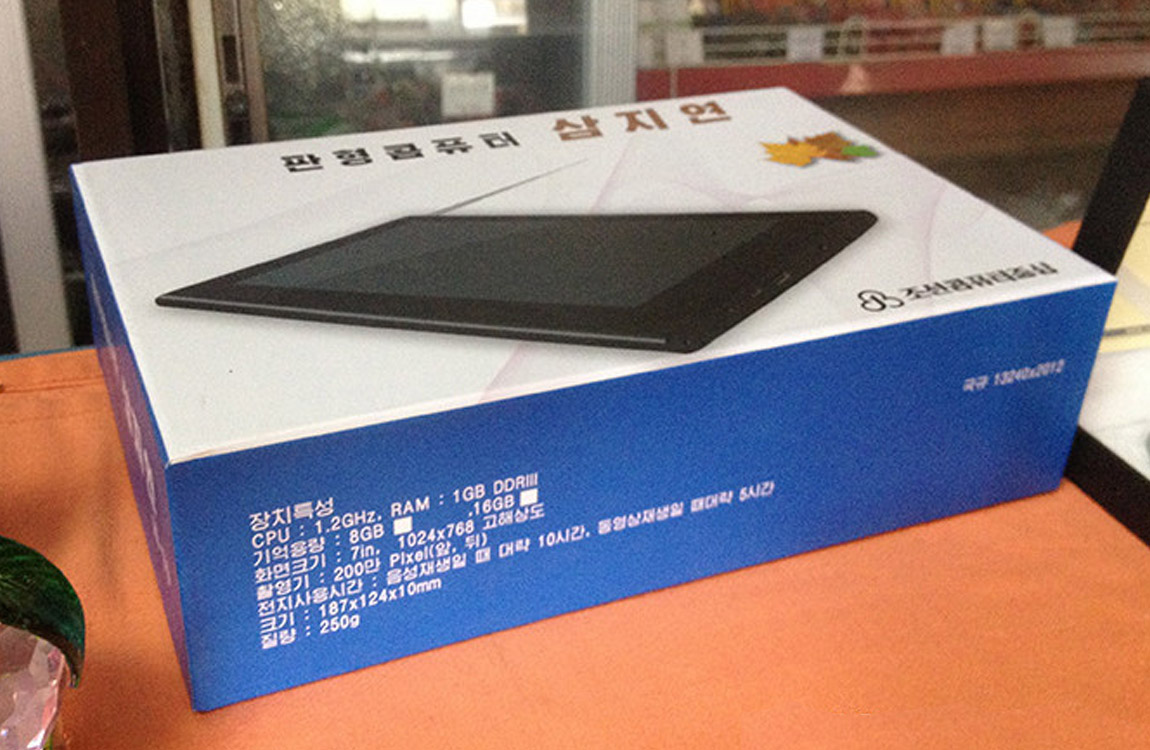 판형콤퓨터 삼지연
조선콤퓨터중심
국규 13240:2012
장치특성
CPU : 1.2GHz, RAM : 1GB DDRIII
기억용량 : 8GB ,16GB
화면크기 : 7in, 1024x768 고해상도
촬영기 : 200만 Pixel(앞, 뒤)
전지사용시간 : 음성재생일 때 대략 10시간, 동영상재생일 때대략 5시간
크기 : 187x124x10mm
질량 : 250g